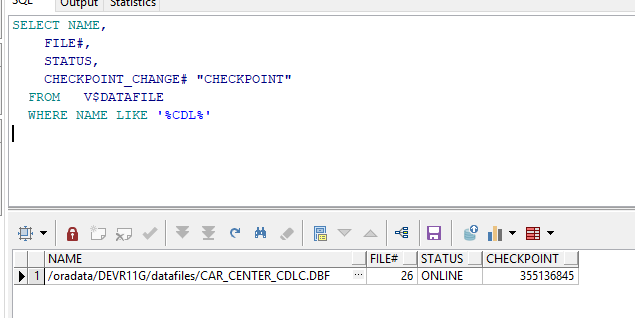 SQL Output Statistics
SELECT NAME,
FILE#,
STATUS,
CHECKPOINT_CHANGE# "CHECKPOINT"
FROM V$DATAFILE
WHERE NAME LIKE '%CDL%'
NAME FILE# STATUS CHECKPOINT
1 /oradata/DEVR11G/datafiles/CAR_CENTER_CDLC.DBF ... 26 ONLINE 355136845